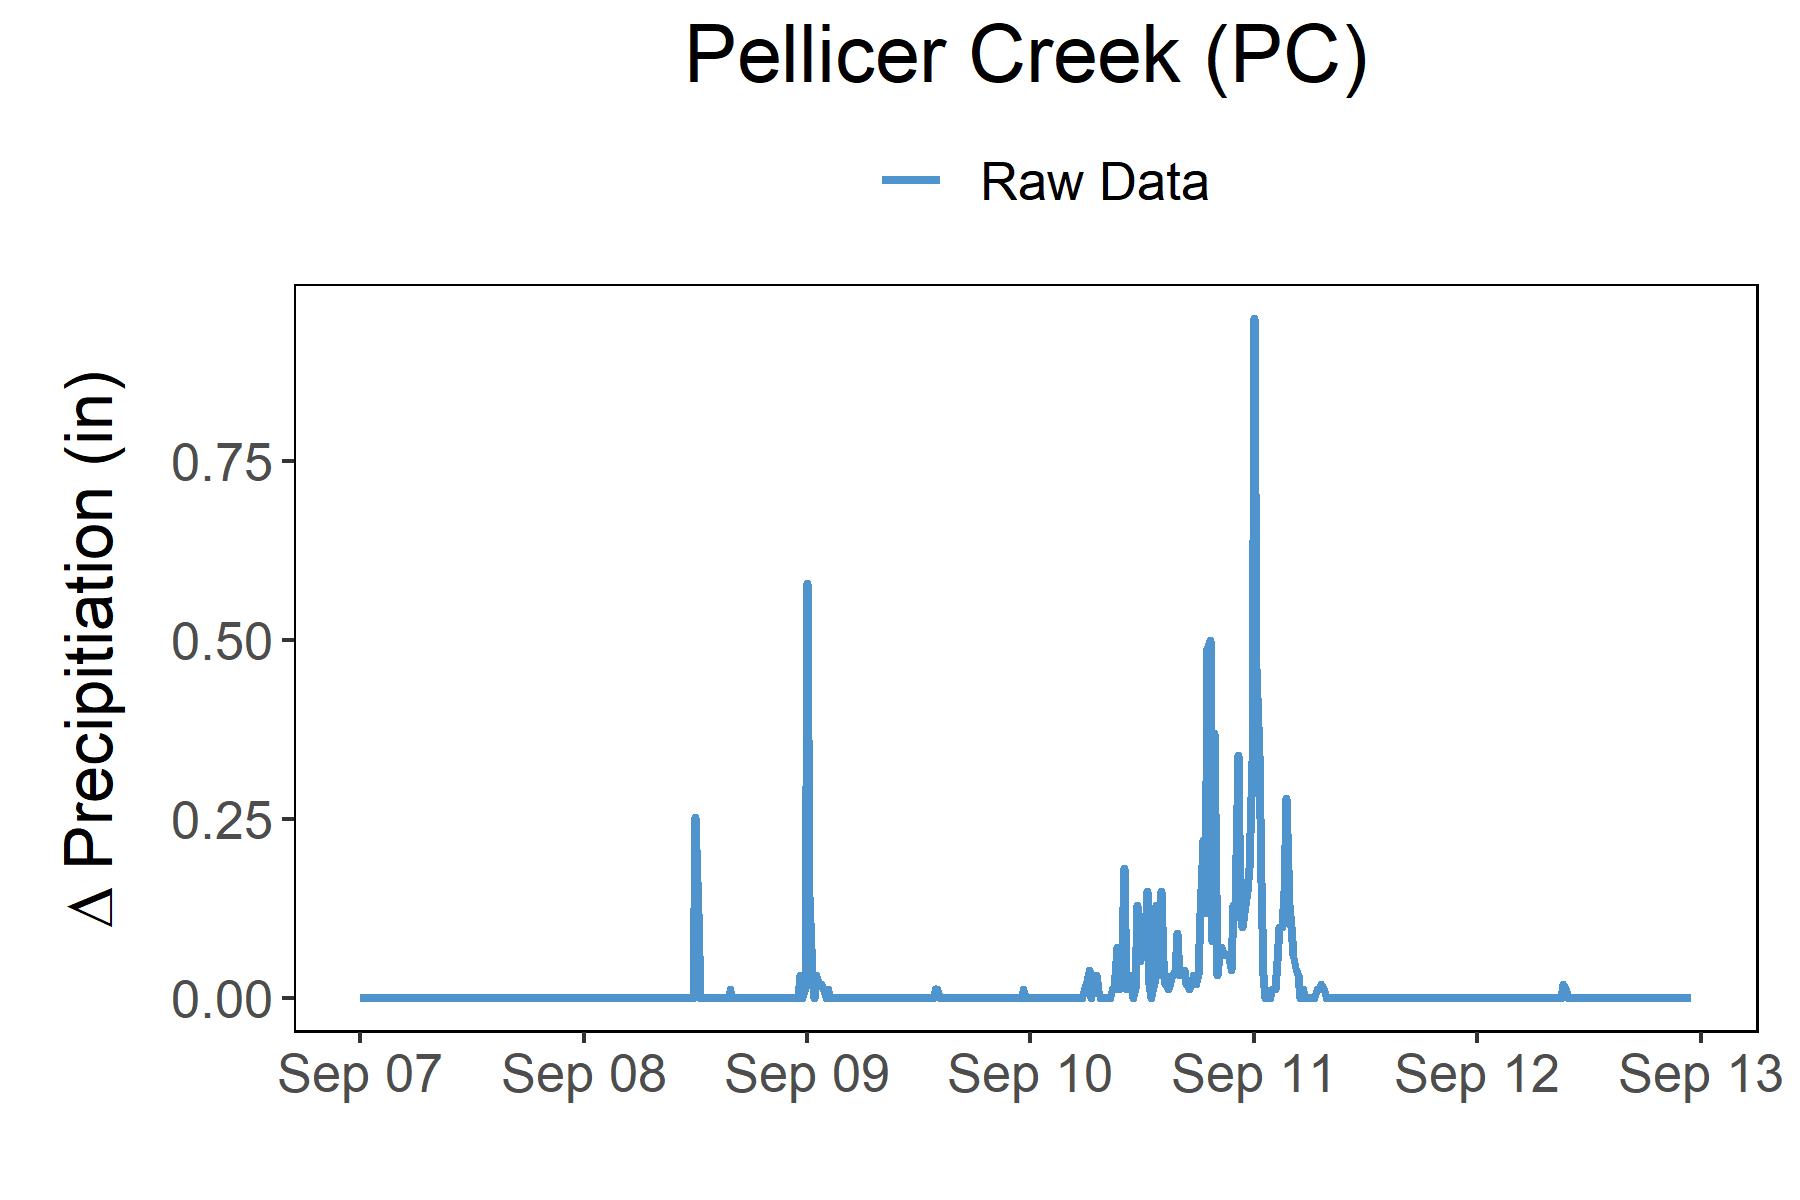 Pellicer Creek (PC)
Raw Data
Δ Precipitiation (in)
0.75
0.50
0.25
0.00
Sep 07 Sep 08 Sep 09 Sep 10 Sep 11 Sep 12 Sep 13